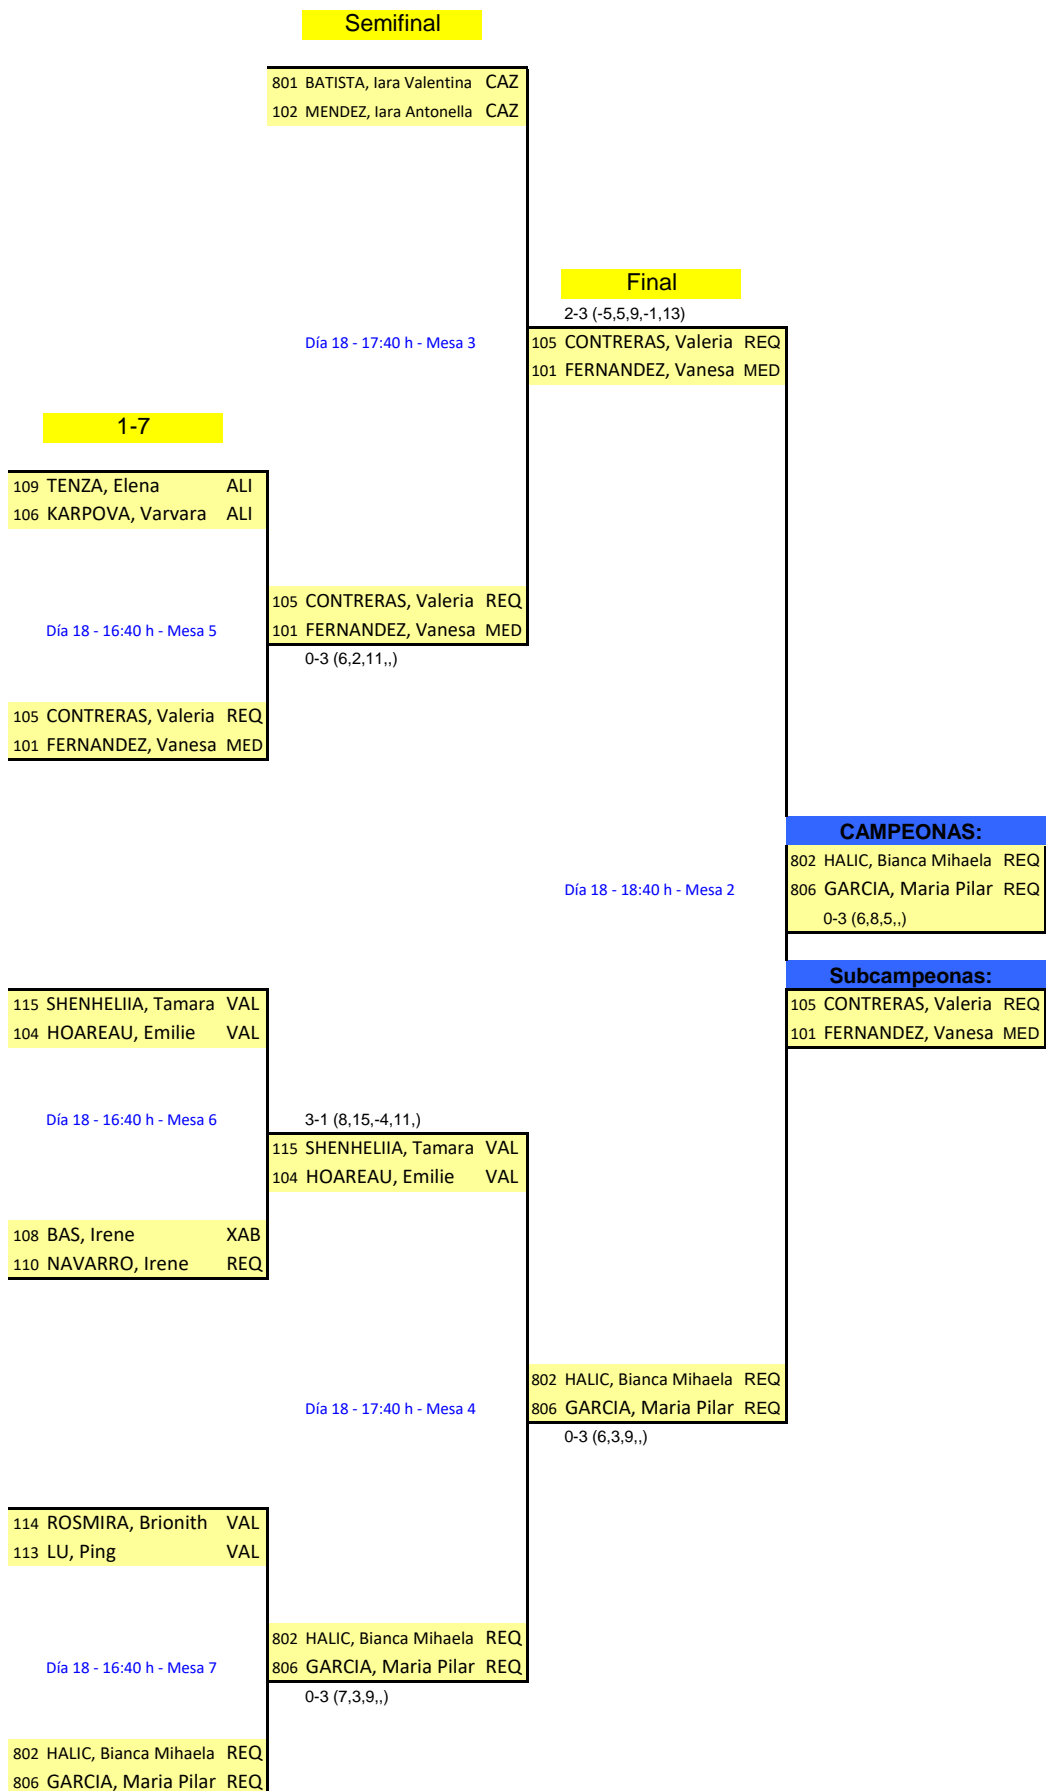 Semifinal
801 BATISTA, Iara Valentina CAZ
102 MENDEZ, Iara Antonella CAZ
Final
2-3 (-5,5,9,-1,13)
Día 18 - 17:40 h - Mesa 3
105 CONTRERAS, Valeria REQ
101 FERNANDEZ, Vanesa MED
1-7
109 TENZA, Elena ALI
106 KARPOVA, Varvara ALI
105 CONTRERAS, Valeria REQ
Día 18 - 16:40 h - Mesa 5
101 FERNANDEZ, Vanesa MED
0-3 (6,2,11,,)
105 CONTRERAS, Valeria REQ
101 FERNANDEZ, Vanesa MED
CAMPEONAS:
802 HALIC, Bianca Mihaela REQ
Día 18 - 18:40 h - Mesa 2
806 GARCIA, Maria Pilar REQ
0-3 (6,8,5,,)
Subcampeonas:
115 SHENHELIIA, Tamara VAL
105 CONTRERAS, Valeria REQ
104 HOAREAU, Emilie VAL
101 FERNANDEZ, Vanesa MED
Día 18 - 16:40 h - Mesa 6
3-1 (8,15,-4,11,)
115 SHENHELIIA, Tamara VAL
104 HOAREAU, Emilie VAL
108 BAS, Irene XAB
110 NAVARRO, Irene REQ
802 HALIC, Bianca Mihaela REQ
Día 18 - 17:40 h - Mesa 4
806 GARCIA, Maria Pilar REQ
0-3 (6,3,9,,)
114 ROSMIRA, Brionith VAL
113 LU, Ping VAL
802 HALIC, Bianca Mihaela REQ
Día 18 - 16:40 h - Mesa 7
806 GARCIA, Maria Pilar REQ
0-3 (7,3,9,,)
802 HALIC, Bianca Mihaela REQ
806 GARCIA, Maria Pilar REQ